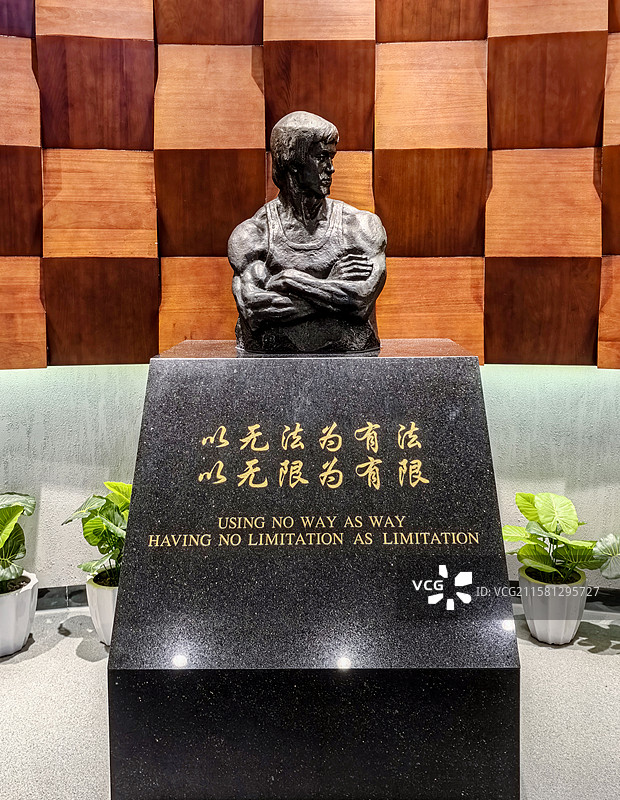 以无法为有法
以无限为有限
USING NO WAY AS WAY
HAVING NO LIMITATION AS LIMITATION
VCG ID:VCG211581295727